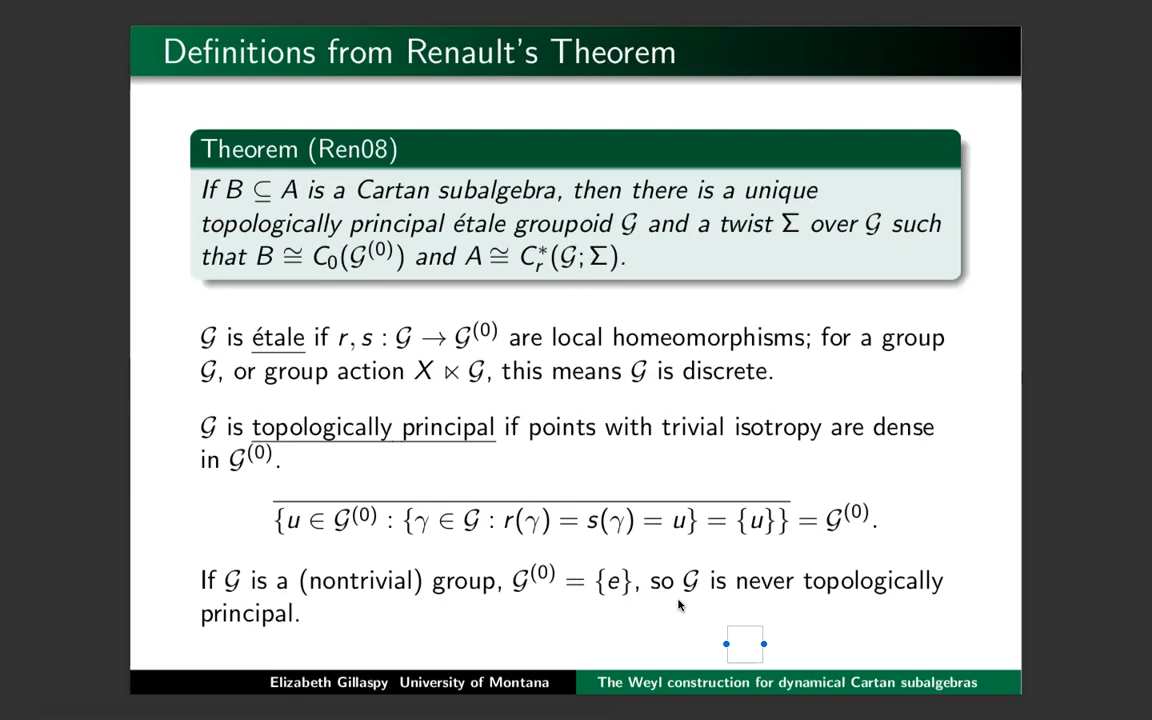 Definitions from Renault's Theorem
Theorem (Ren08)
If B ⊆ A is a Cartan subalgebra, then there is a unique
topologically principal étale groupoid 𝒢 and a twist Σ over 𝒢 such
that B ≅ C₀(𝒢⁽⁰⁾) and A ≅ C*ᵣ(𝒢; Σ).
𝒢 is étale if r, s : 𝒢 → 𝒢⁽⁰⁾ are local homeomorphisms; for a group
𝒢, or group action X ⋉ 𝒢, this means 𝒢 is discrete.
𝒢 is topologically principal if points with trivial isotropy are dense
in 𝒢⁽⁰⁾.
{u ∈ 𝒢⁽⁰⁾ : {γ ∈ 𝒢 : r(γ) = s(γ) = u} = {u}} = 𝒢⁽⁰⁾.
If 𝒢 is a (nontrivial) group, 𝒢⁽⁰⁾ = {e}, so 𝒢 is never topologically
principal.
Elizabeth Gillaspy University of Montana
The Weyl construction for dynamical Cartan subalgebras